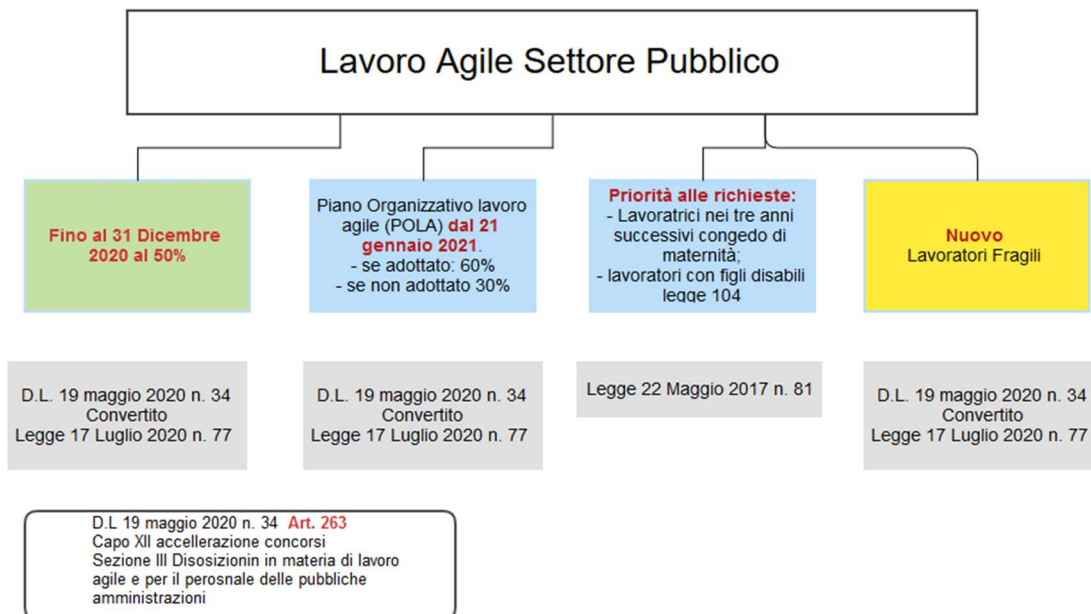 Lavoro Agile Settore Pubblico
Fino al 31 Dicembre
2020 al 50%
Piano Organizzativo lavoro
agile (POLA) dal 21
gennaio 2021.
- se adottato: 60%
- se non adottato 30%
Priorità alle richieste:
- Lavoratrici nei tre anni
successivi congedo di
maternità;
- lavoratori con figli disabili
legge 104
Nuovo
Lavoratori Fragili
D.L. 19 maggio 2020 n. 34
Convertito
Legge 17 Luglio 2020 n. 77
D.L. 19 maggio 2020 n. 34
Convertito
Legge 17 Luglio 2020 n. 77
Legge 22 Maggio 2017 n. 81
D.L. 19 maggio 2020 n. 34
Convertito
Legge 17 Luglio 2020 n. 77
D.L 19 maggio 2020 n. 34 Art. 263
Capo XII accellerazione concorsi
Sezione III Disosizionin in materia di lavoro
agile e per il perosnale delle pubbliche
amministrazioni